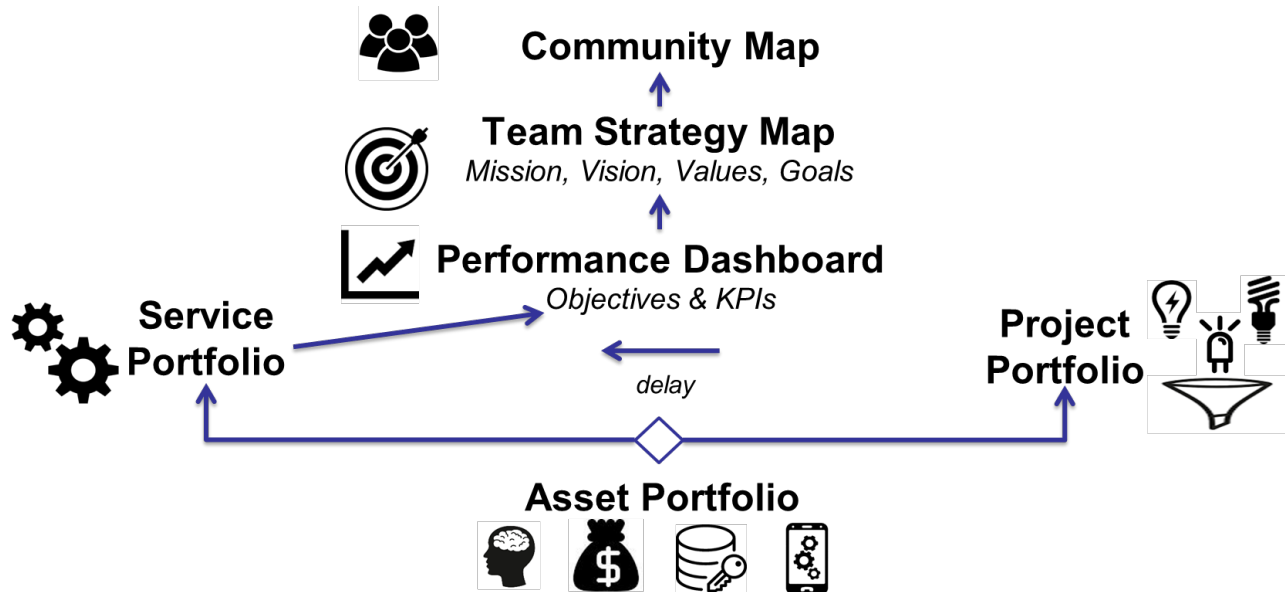 Community Map
Team Strategy Map
Mission, Vision, Values, Goals
Performance Dashboard
Objectives & KPIs
Service
Portfolio
Project
Portfolio
delay
Asset Portfolio
$